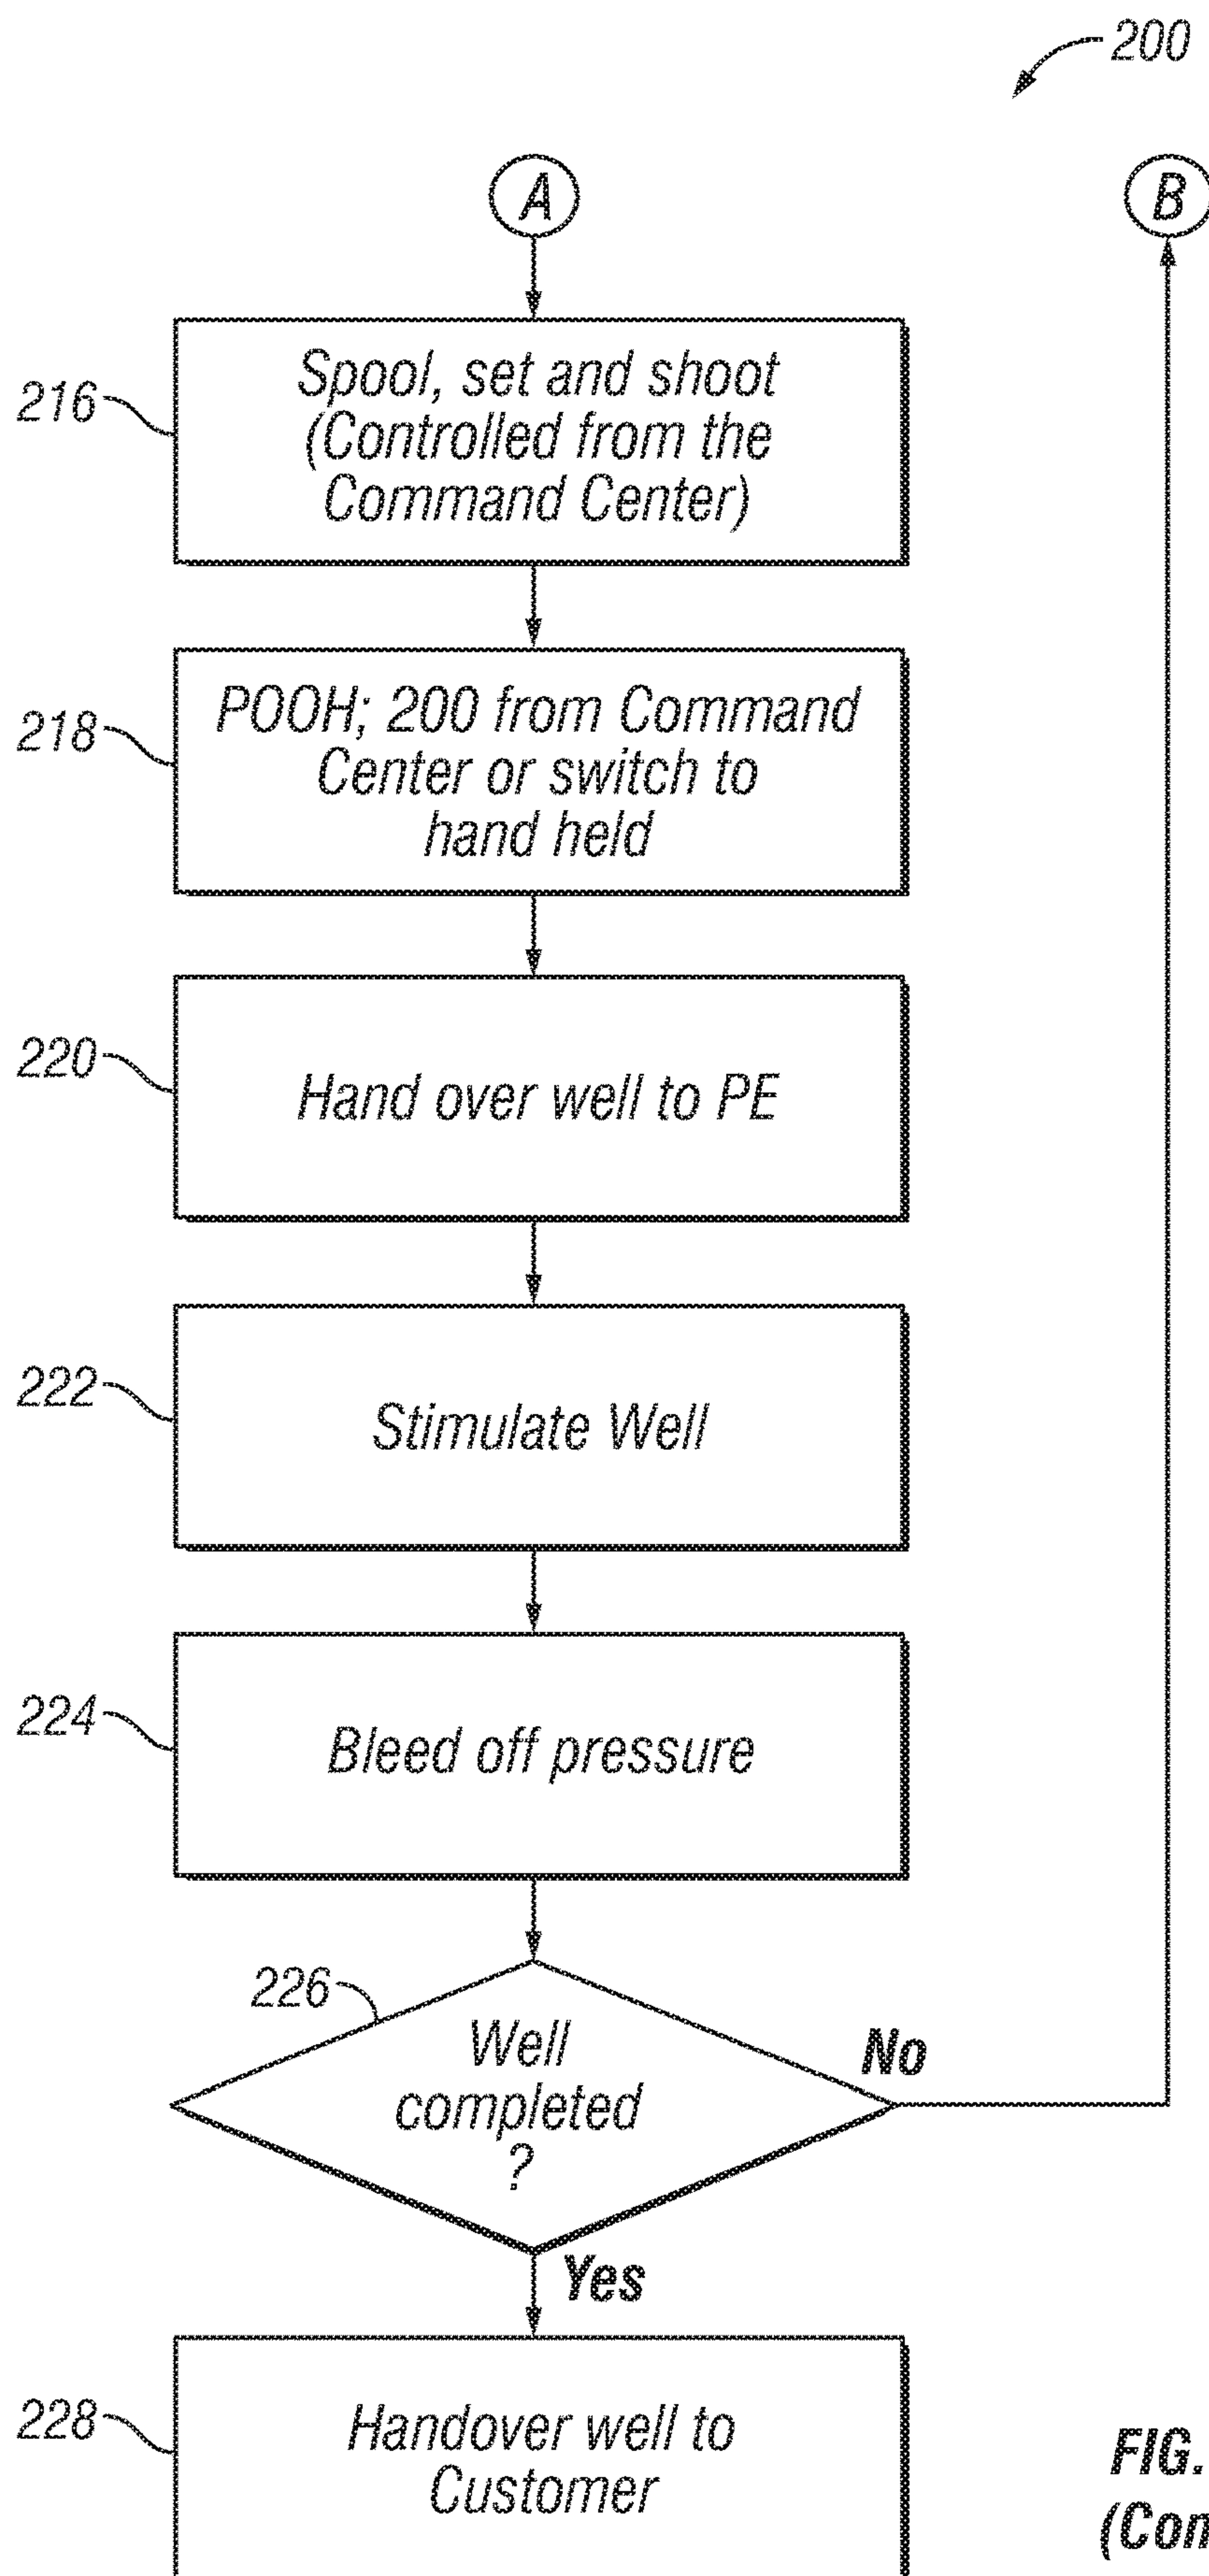 200
A
B
216
Spool, set and shoot
(Controlled from the
Command Center)
218
POOH; 200 from Command
Center or switch to
hand held
220
Hand over well to PE
222
Stimulate Well
224
Bleed off pressure
226
Well
completed
?
No
Yes
228
Handover well to
Customer
FIG.